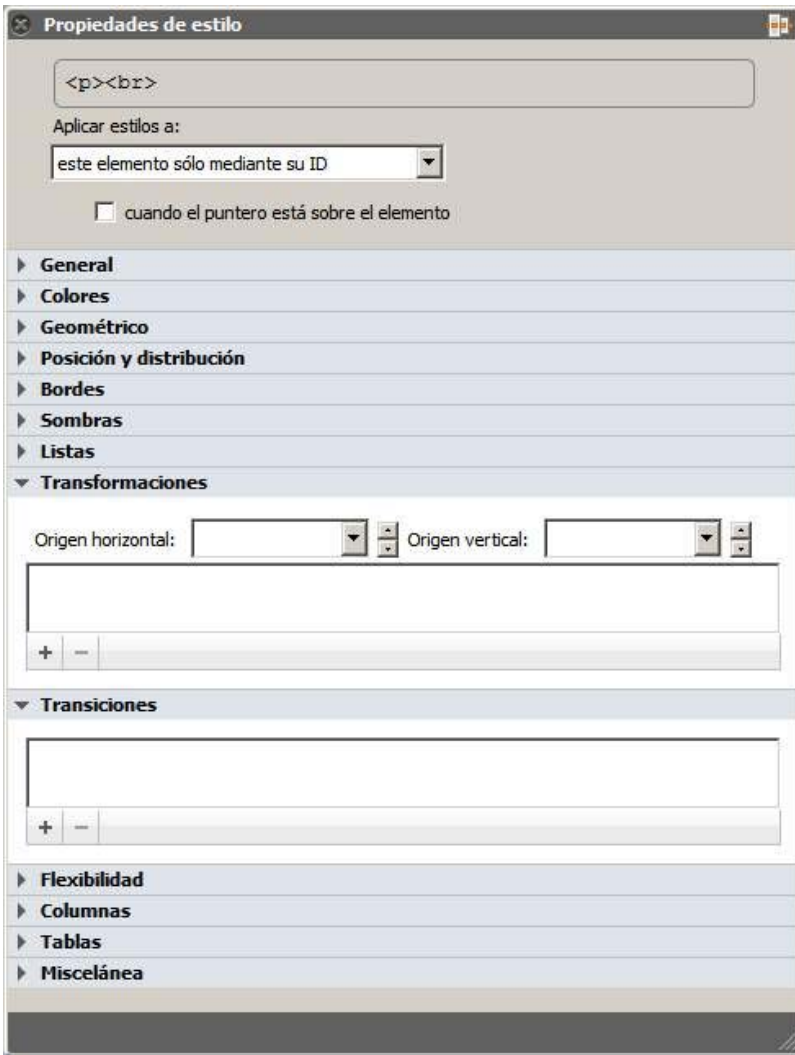 Propiedades de estilo
<p><br>
Aplicar estilos a:
este elemento sólo mediante su ID
cuando el puntero está sobre el elemento
General
Colores
Geométrico
Posición y distribución
Bordes
Sombras
Listas
Transformaciones
Origen horizontal: Origen vertical:
Transiciones
Flexibilidad
Columnas
Tablas
Miscelánea